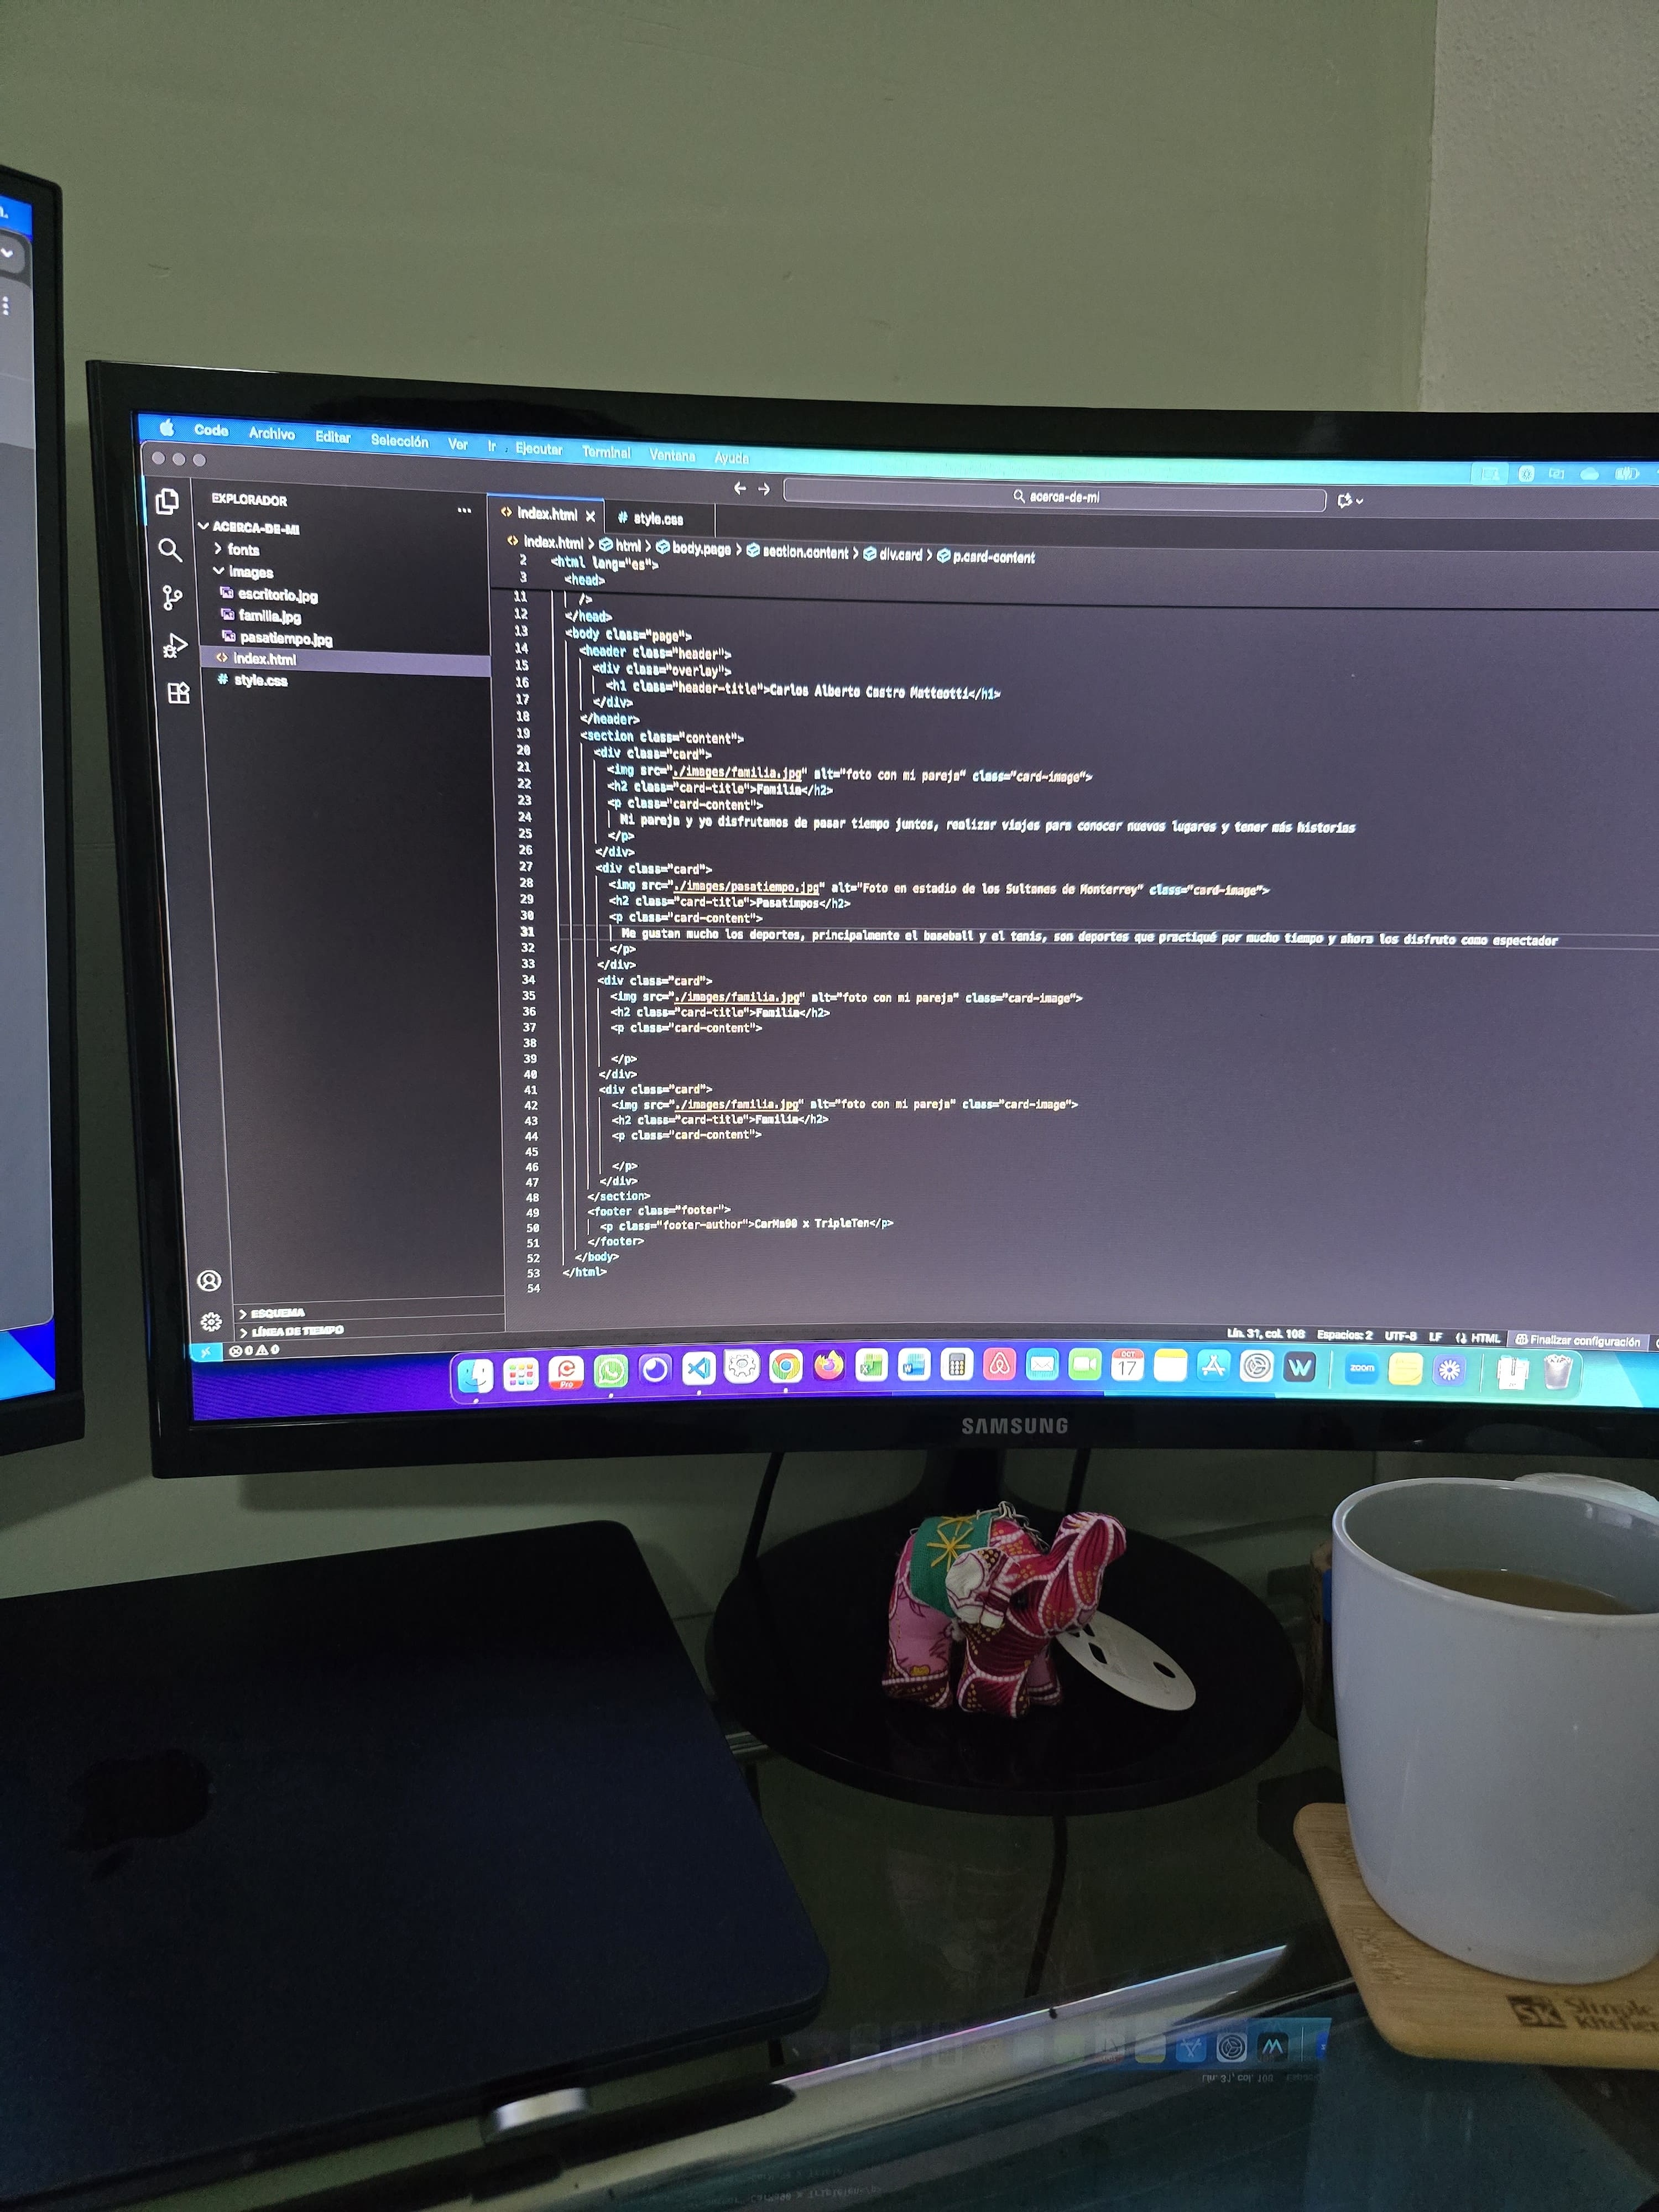 Code Archivo Editar Selección Ver Ir Ejecutar Terminal Ventana Ayuda
acerca-de-mi
EXPLORADOR
ACERCA-DE-MI
fonts
images
escritorio.jpg
familia.jpg
pasatiempo.jpg
index.html
# style.css
ESQUEMA
LÍNEA DE TIEMPO
index.html
# style.css
index.html > html > body.page > section.content > div.card > p.card-content
2 <html lang="es">
3 <head>
11 />
12 </head>
13 <body class="page">
14 <header class="header">
15 <div class="overlay">
16 <h1 class="header-title">Carlos Alberto Castro Matteotti</h1>
17 </div>
18 </header>
19 <section class="content">
20 <div class="card">
21 <img src="./images/familia.jpg" alt="foto con mi pareja" class="card-image">
22 <h2 class="card-title">Familia</h2>
23 <p class="card-content">
24 Mi pareja y yo disfrutamos de pasar tiempo juntos, realizar viajes para conocer nuevos lugares y tener más historias
25 </p>
26 </div>
27 <div class="card">
28 <img src="./images/pasatiempo.jpg" alt="Foto en estadio de los Sultanes de Monterrey" class="card-image">
29 <h2 class="card-title">Pasatimpos</h2>
30 <p class="card-content">
31 Me gustan mucho los deportes, principalmente el baseball y el tenis, son deportes que practiqué por mucho tiempo y ahora los disfruto como espectador
32 </p>
33 </div>
34 <div class="card">
35 <img src="./images/familia.jpg" alt="foto con mi pareja" class="card-image">
36 <h2 class="card-title">Familia</h2>
37 <p class="card-content">
38
39 </p>
40 </div>
41 <div class="card">
42 <img src="./images/familia.jpg" alt="foto con mi pareja" class="card-image">
43 <h2 class="card-title">Familia</h2>
44 <p class="card-content">
45
46 </p>
47 </div>
48 </section>
49 <footer class="footer">
50 <p class="footer-author">CarMa90 x TripleTen</p>
51 </footer>
52 </body>
53 </html>
54
0 0
Lín. 31, col. 108 Espacios: 2 UTF-8 LF HTML Finalizar configuración
Pro
OCT
17
zoom
SAMSUNG
SK Simple Kitchen